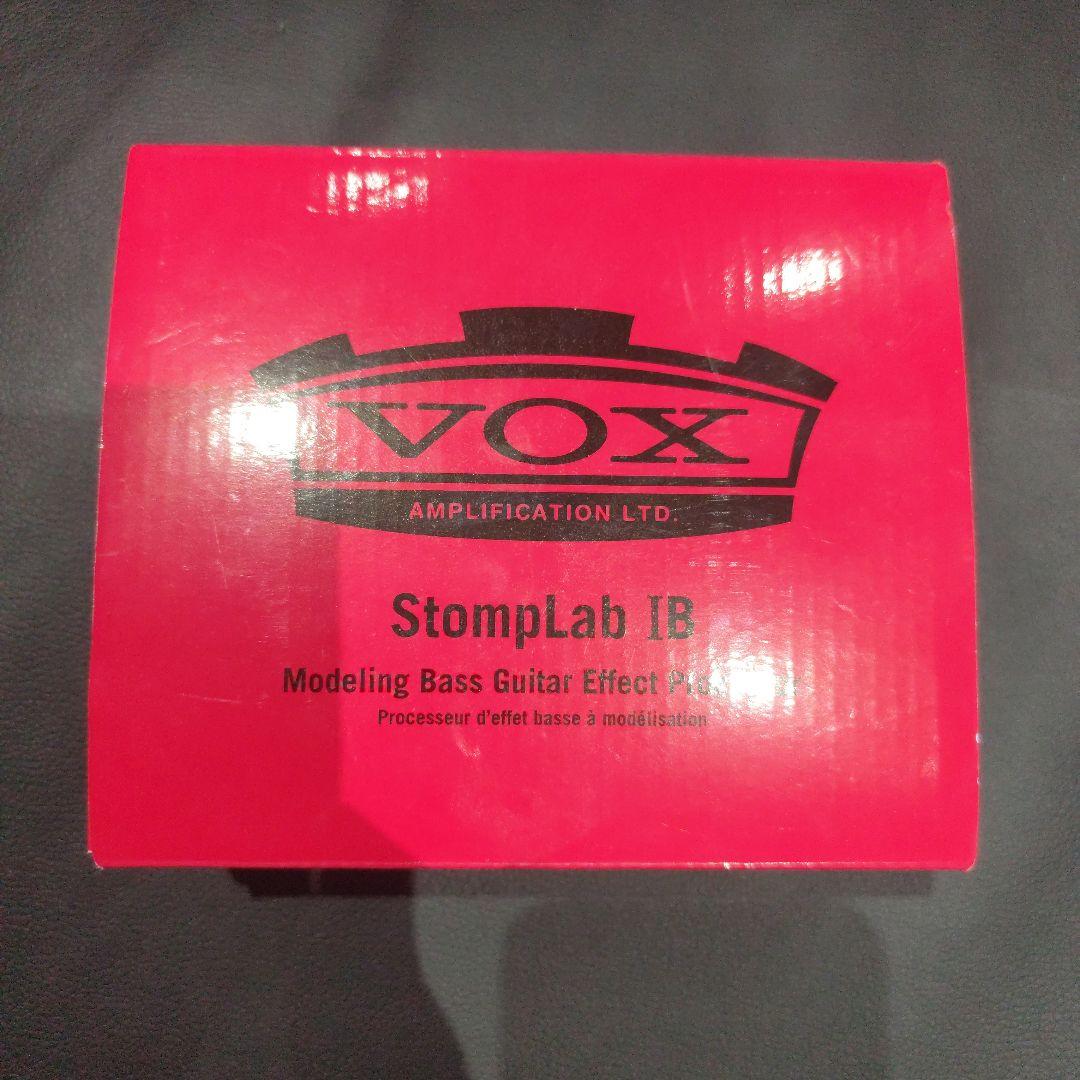 VOX
AMPLIFICATION LTD.
StompLab IB
Modeling Bass Guitar Effect
Processeur d'effet basse à modélisation